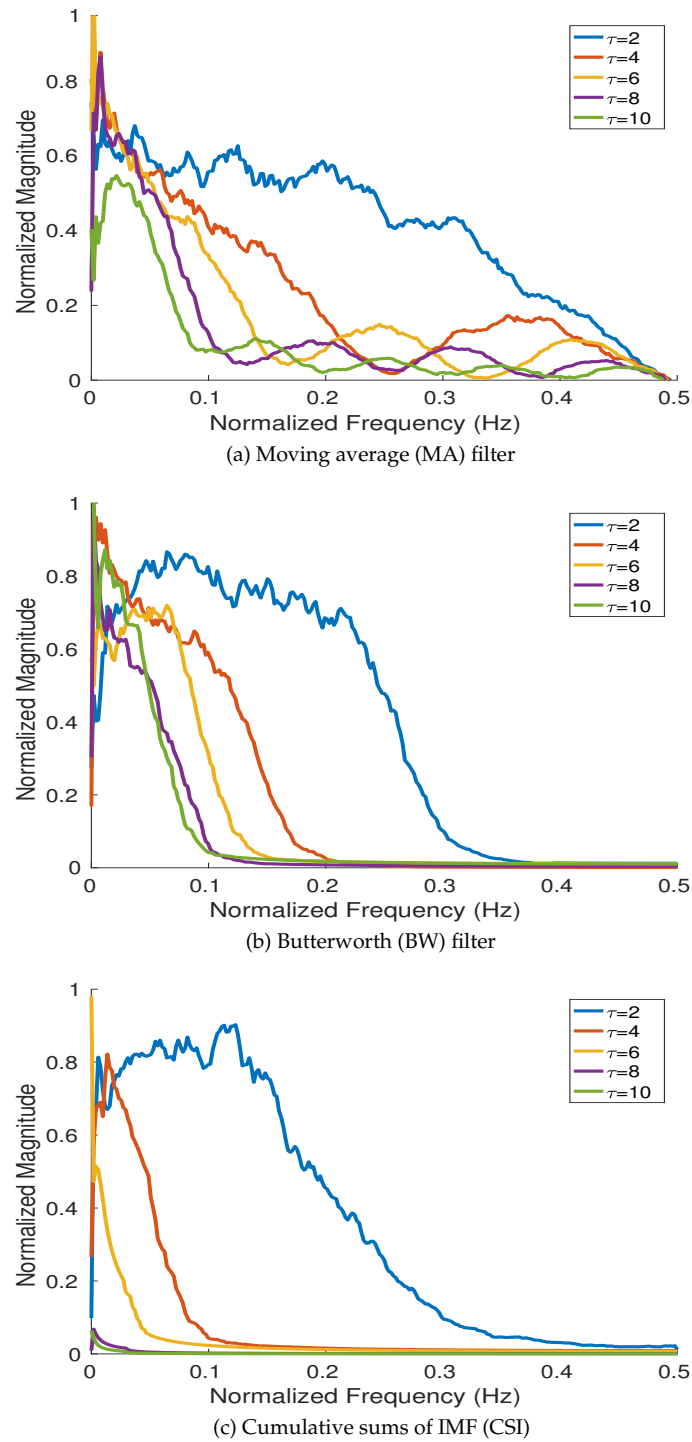 1
0.8
0.6
0.4
0.2
0
0
0.1
0.2
0.3
0.4
0.5
Normalized Magnitude
Normalized Frequency (Hz)
τ=2
τ=4
τ=6
τ=8
τ=10
(a) Moving average (MA) filter
1
0.8
0.6
0.4
0.2
0
0
0.1
0.2
0.3
0.4
0.5
Normalized Magnitude
Normalized Frequency (Hz)
τ=2
τ=4
τ=6
τ=8
τ=10
(b) Butterworth (BW) filter
1
0.8
0.6
0.4
0.2
0
0
0.1
0.2
0.3
0.4
0.5
Normalized Magnitude
Normalized Frequency (Hz)
τ=2
τ=4
τ=6
τ=8
τ=10
(c) Cumulative sums of IMF (CSI)